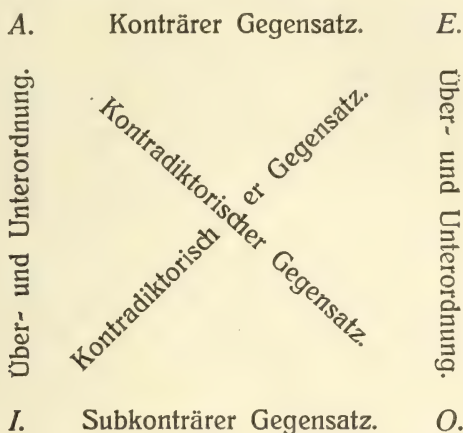 A. Konträrer Gegensatz. E.
Über- und Unterordnung.
Kontradiktorischer Gegensatz.
Kontradiktorischer Gegensatz.
Über- und Unterordnung.
I. Subkonträrer Gegensatz. O.